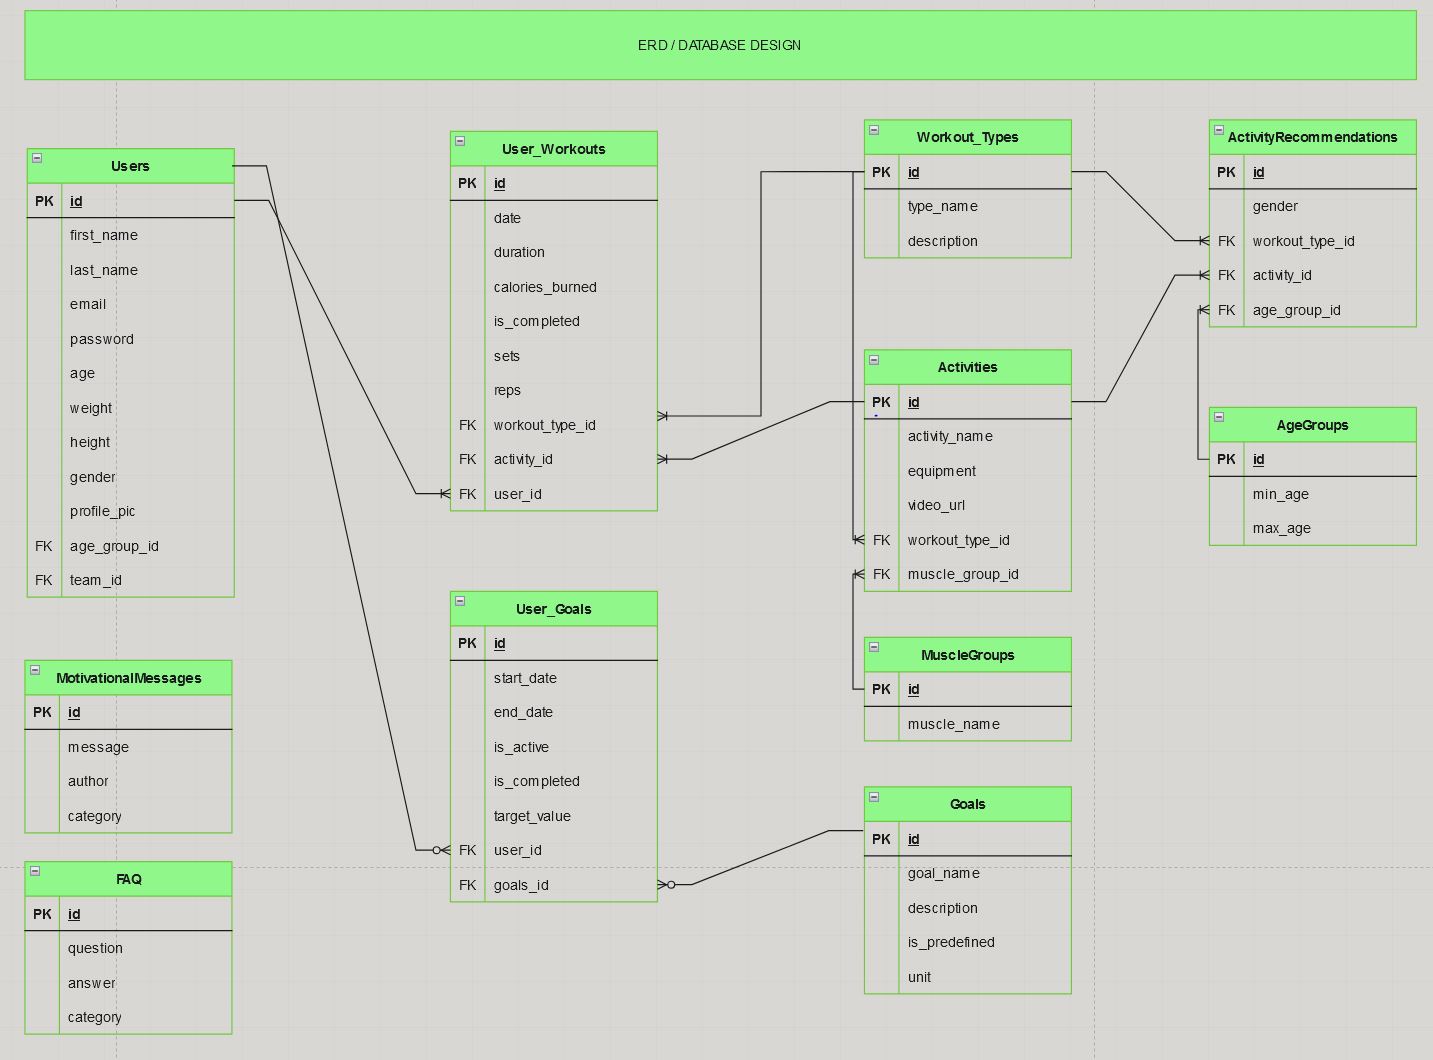 ERD / DATABASE DESIGN
Users
PK id
first_name
last_name
email
password
age
weight
height
gender
profile_pic
FK age_group_id
FK team_id
MotivationalMessages
PK id
message
author
category
FAQ
PK id
question
answer
category
User_Workouts
PK id
date
duration
calories_burned
is_completed
sets
reps
FK workout_type_id
FK activity_id
FK user_id
User_Goals
PK id
start_date
end_date
is_active
is_completed
target_value
FK user_id
FK goals_id
Workout_Types
PK id
type_name
description
Activities
PK id
activity_name
equipment
video_url
FK workout_type_id
FK muscle_group_id
MuscleGroups
PK id
muscle_name
Goals
PK id
goal_name
description
is_predefined
unit
ActivityRecommendations
PK id
gender
FK workout_type_id
FK activity_id
FK age_group_id
AgeGroups
PK id
min_age
max_age